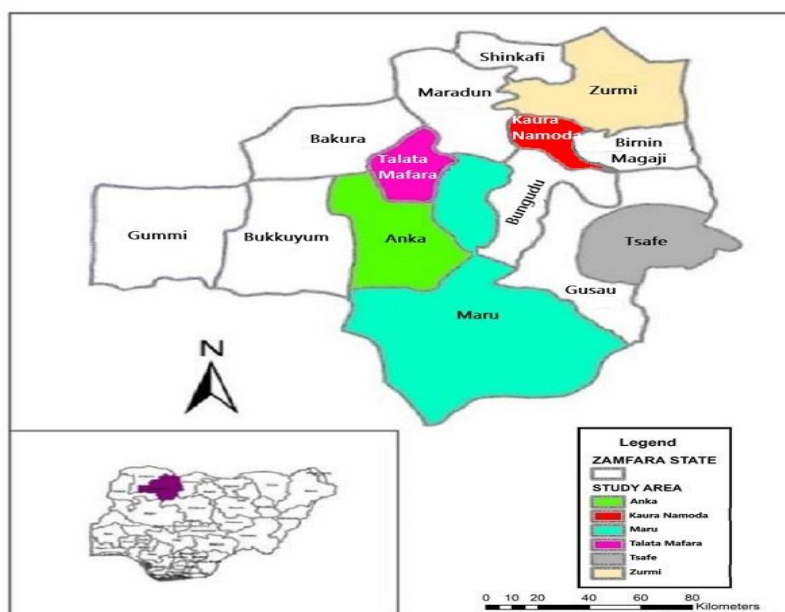 Shinkafi
Zurmi
Maradun
Kaura
Namoda
Bakura
Birnin
Magaji
Talata
Mafara
Bungudu
Gummi
Bukkuyum
Anka
Tsafe
Gusau
Maru
N
Legend
ZAMFARA STATE
STUDY AREA
Anka
Kaura Namoda
Maru
Talata Mafara
Tsafe
Zurmi
0 10 20 40 60 80
Kilometers